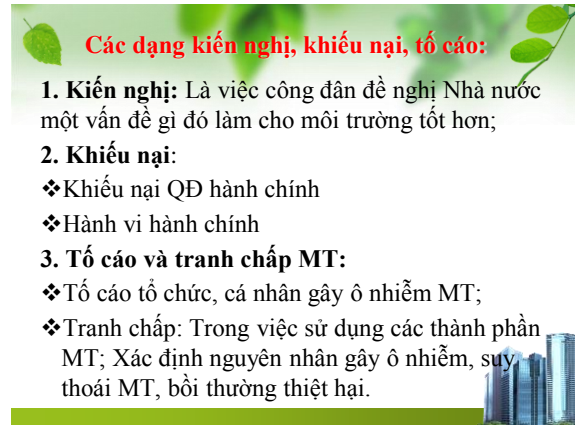 Các dạng kiến nghị, khiếu nại, tố cáo:
1. Kiến nghị: Là việc công đân đề nghị Nhà nước
một vấn đề gì đó làm cho môi trường tốt hơn;
2. Khiếu nại:
❖Khiếu nại QĐ hành chính
❖Hành vi hành chính
3. Tố cáo và tranh chấp MT:
❖Tố cáo tổ chức, cá nhân gây ô nhiễm MT;
❖Tranh chấp: Trong việc sử dụng các thành phần
MT; Xác định nguyên nhân gây ô nhiễm, suy
thoái MT, bồi thường thiệt hại.